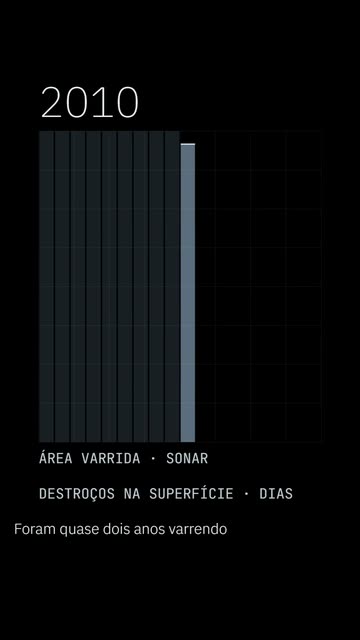 2010
ÁREA VARRIDA · SONAR
DESTROÇOS NA SUPERFÍCIE · DIAS
Foram quase dois anos varrendo